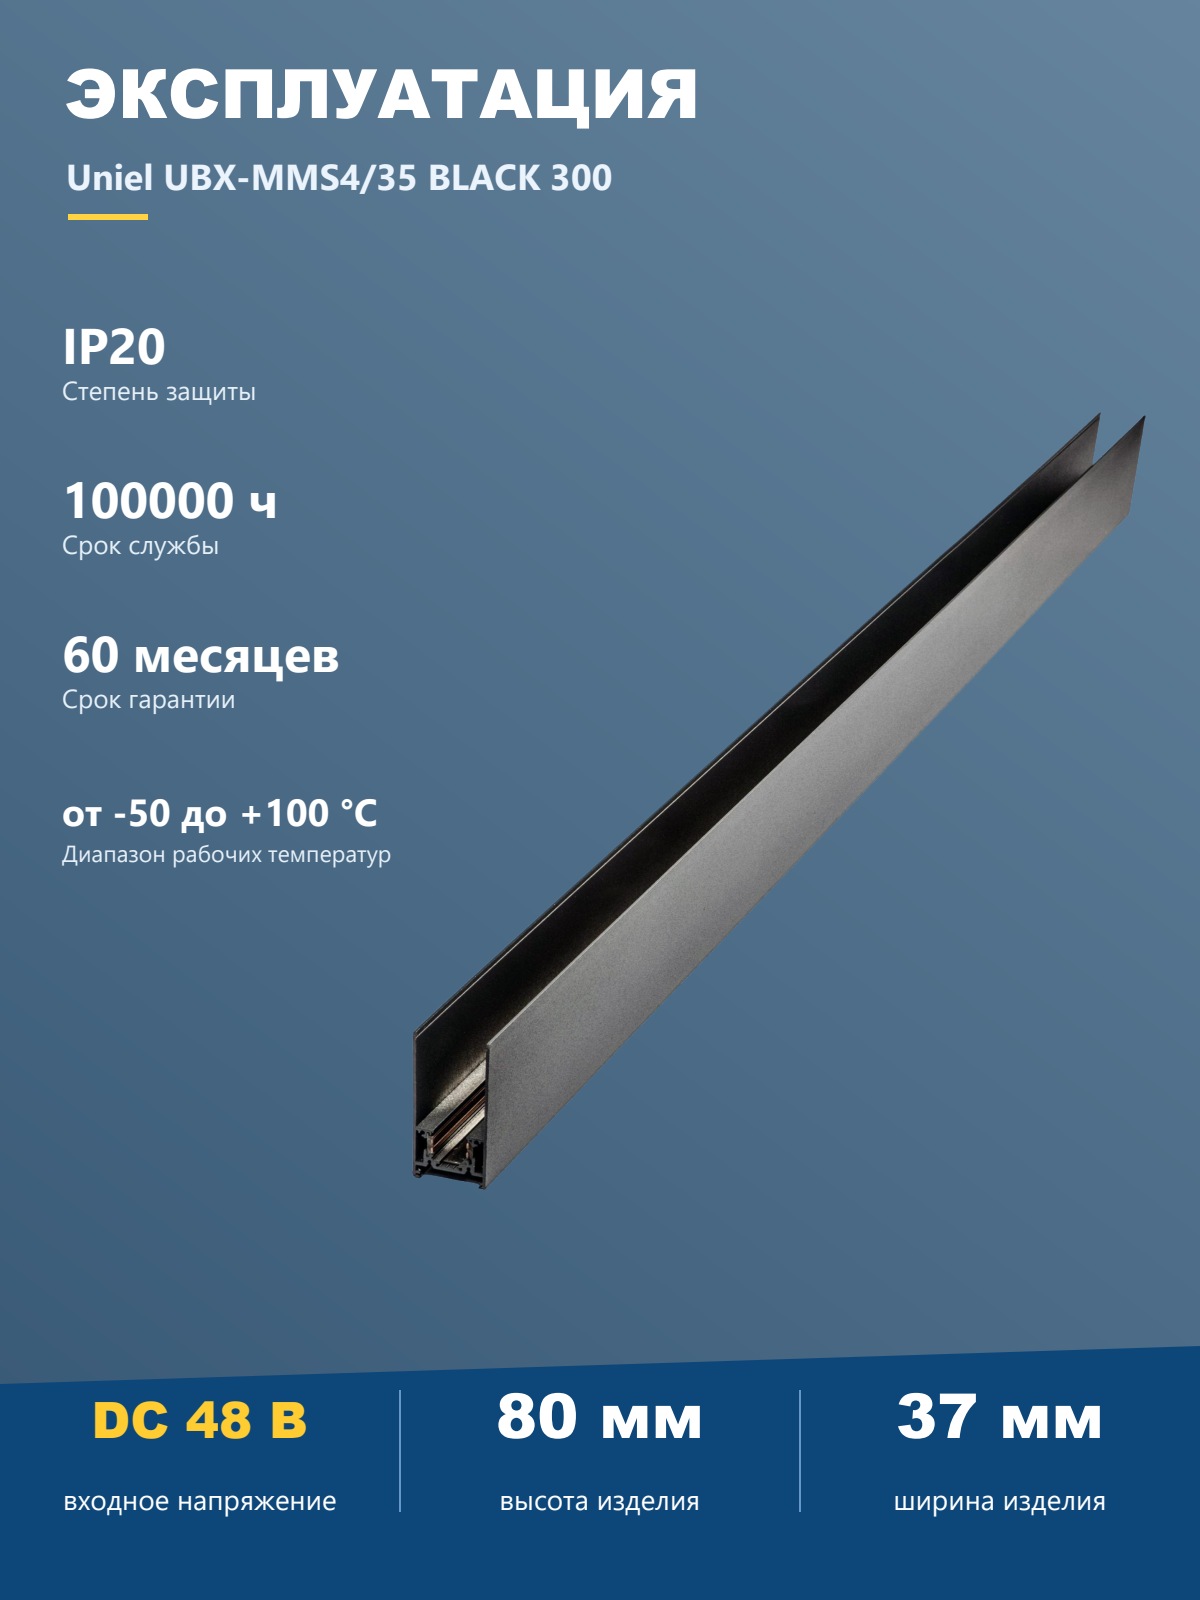 ЭКСПЛУАТАЦИЯ
Uniel UBX-MMS4/35 BLACK 300
IP20
Степень защиты
100000 ч
Срок службы
60 месяцев
Срок гарантии
от -50 до +100 °C
Диапазон рабочих температур
DC 48 В
входное напряжение
80 мм
высота изделия
37 мм
ширина изделия